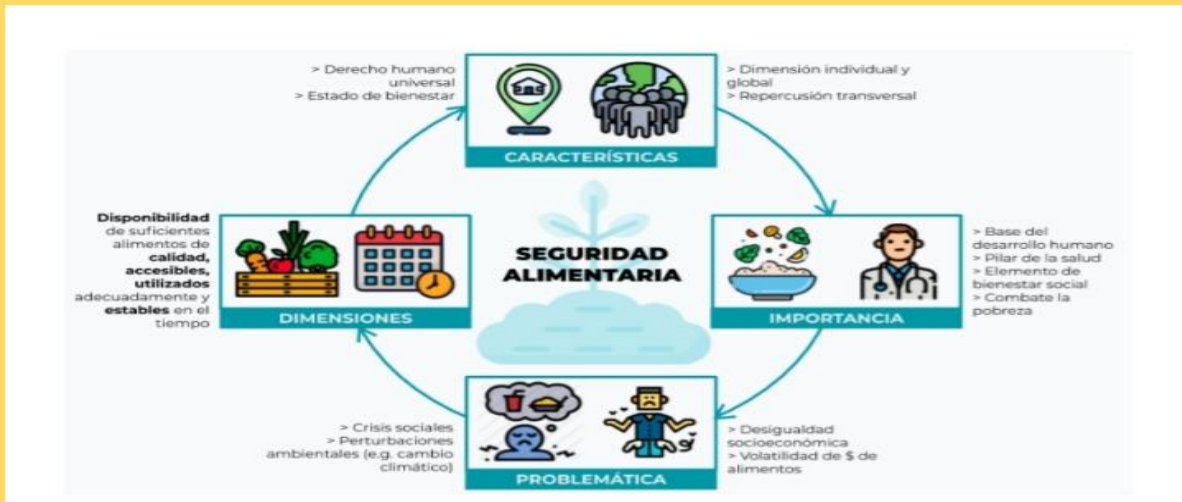 > Derecho humano
universal
> Estado de bienestar
> Dimensión individual y
global
> Repercusión transversal
CARACTERÍSTICAS
Disponibilidad
de suficientes
alimentos de
calidad,
accesibles,
utilizados
adecuadamente y
estables en el
tiempo
DIMENSIONES
SEGURIDAD
ALIMENTARIA
> Base del
desarrollo humano
> Pilar de la salud
> Elemento de
bienestar social
> Combate la
pobreza
IMPORTANCIA
> Crisis sociales
> Perturbaciones
ambientales (e.g. cambio
climático)
> Desigualdad
socioeconómica
> Volatilidad de $ de
alimentos
PROBLEMÁTICA